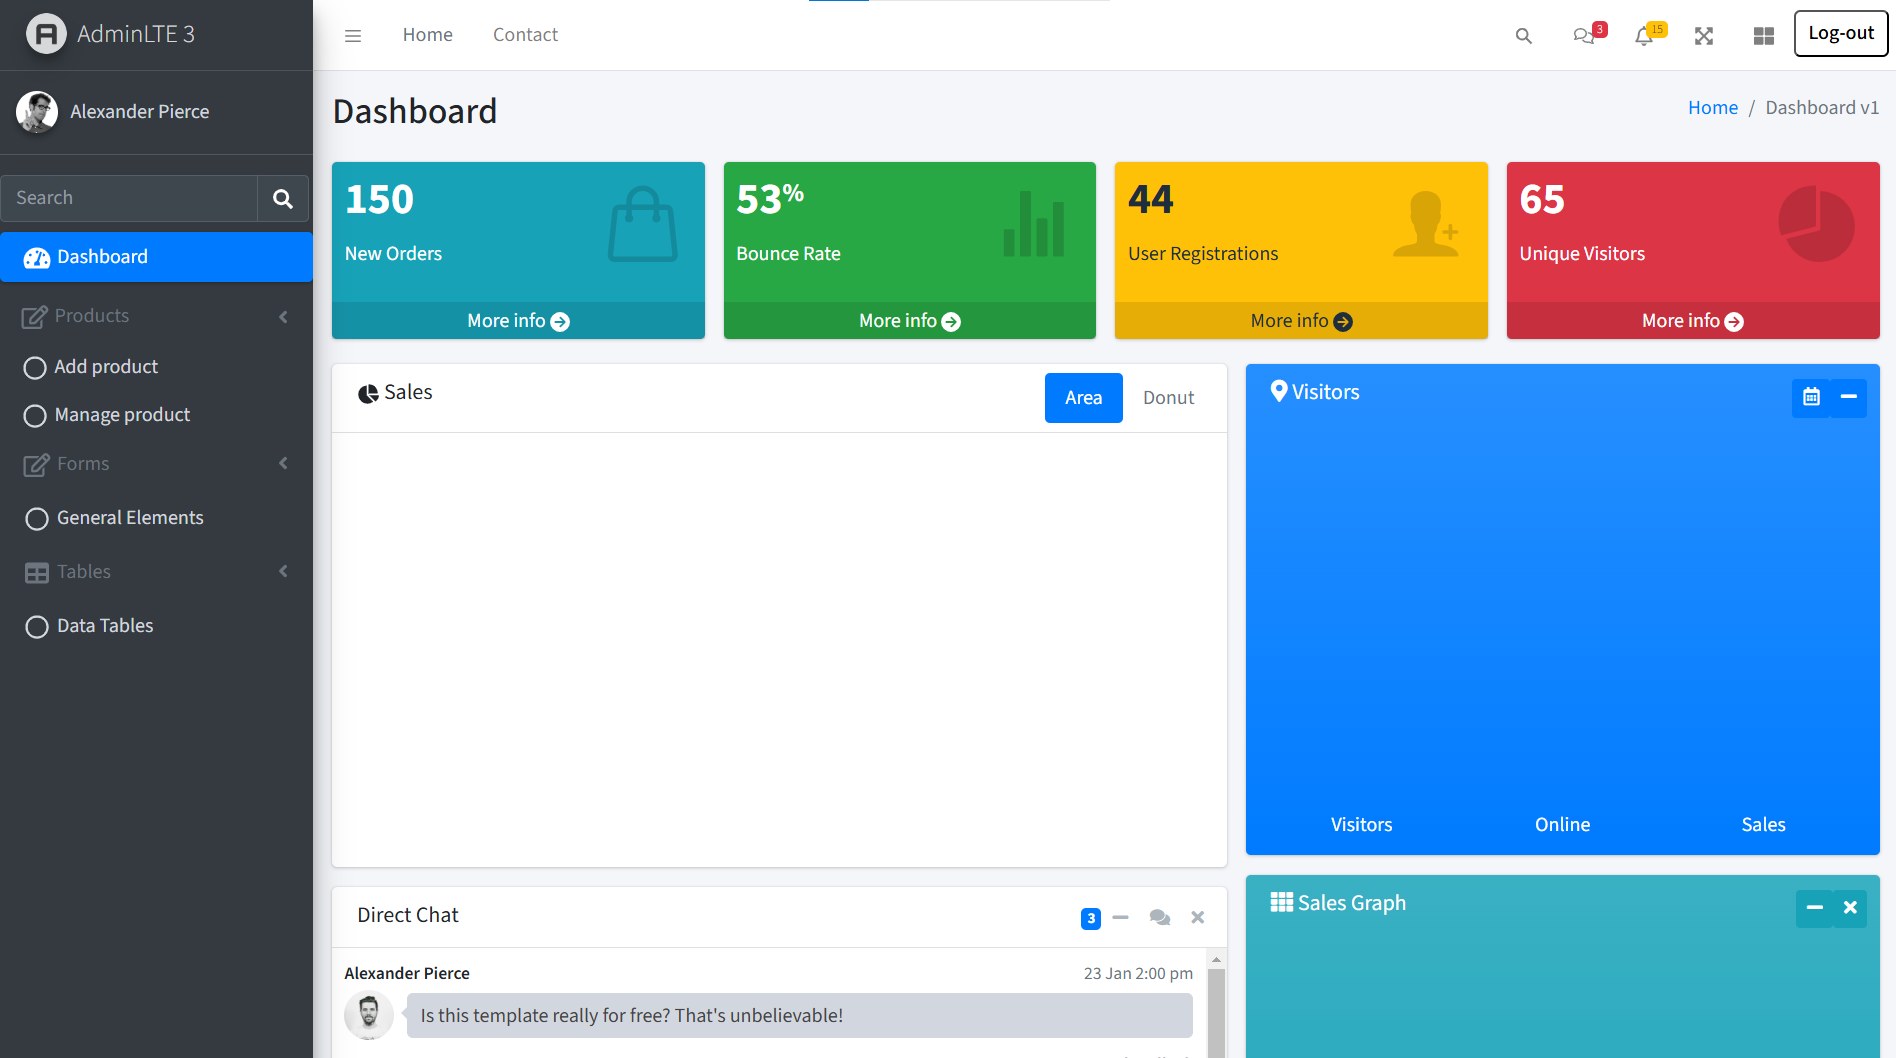 AdminLTE 3
Alexander Pierce
Search
Dashboard
Products
Add product
Manage product
Forms
General Elements
Tables
Data Tables
Home
Contact
3
15
Log-out
Dashboard
Home / Dashboard v1
150
New Orders
More info
53%
Bounce Rate
More info
44
User Registrations
More info
65
Unique Visitors
More info
Sales
Area
Donut
Visitors
Visitors
Online
Sales
Direct Chat
3
Alexander Pierce
23 Jan 2:00 pm
Is this template really for free? That's unbelievable!
Sales Graph